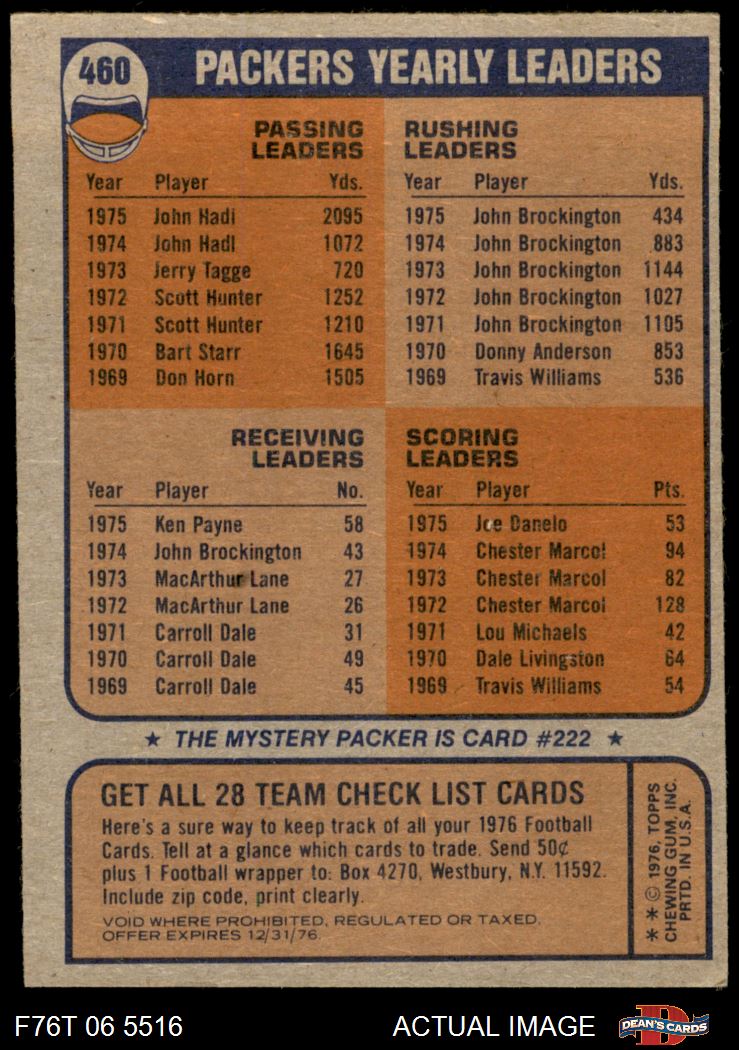 460
PACKERS YEARLY LEADERS
PASSING
LEADERS
Year Player Yds.
1975 John Hadl 2095
1974 John Hadl 1072
1973 Jerry Tagge 720
1972 Scott Hunter 1252
1971 Scott Hunter 1210
1970 Bart Starr 1645
1969 Don Horn 1505
RUSHING
LEADERS
Year Player Yds.
1975 John Brockington 434
1974 John Brockington 883
1973 John Brockington 1144
1972 John Brockington 1027
1971 John Brockington 1105
1970 Donny Anderson 853
1969 Travis Williams 536
RECEIVING
LEADERS
Year Player No.
1975 Ken Payne 58
1974 John Brockington 43
1973 MacArthur Lane 27
1972 MacArthur Lane 26
1971 Carroll Dale 31
1970 Carroll Dale 49
1969 Carroll Dale 45
SCORING
LEADERS
Year Player Pts.
1975 Joe Danelo 53
1974 Chester Marcol 94
1973 Chester Marcol 82
1972 Chester Marcol 128
1971 Lou Michaels 42
1970 Dale Livingston 64
1969 Travis Williams 54
★ THE MYSTERY PACKER IS CARD #222 ★
GET ALL 28 TEAM CHECK LIST CARDS
Here's a sure way to keep track of all your 1976 Football
Cards. Tell at a glance which cards to trade. Send 50¢
plus 1 Football wrapper to: Box 4270, Westbury, N.Y. 11592.
Include zip code, print clearly.
VOID WHERE PROHIBITED, REGULATED OR TAXED.
OFFER EXPIRES 12/31/76.
* * © 1976, TOPPS
CHEWING GUM, INC.
PRTD. IN U.S.A.
F76T 06 5516
ACTUAL IMAGE
D
DEAN'S CARDS